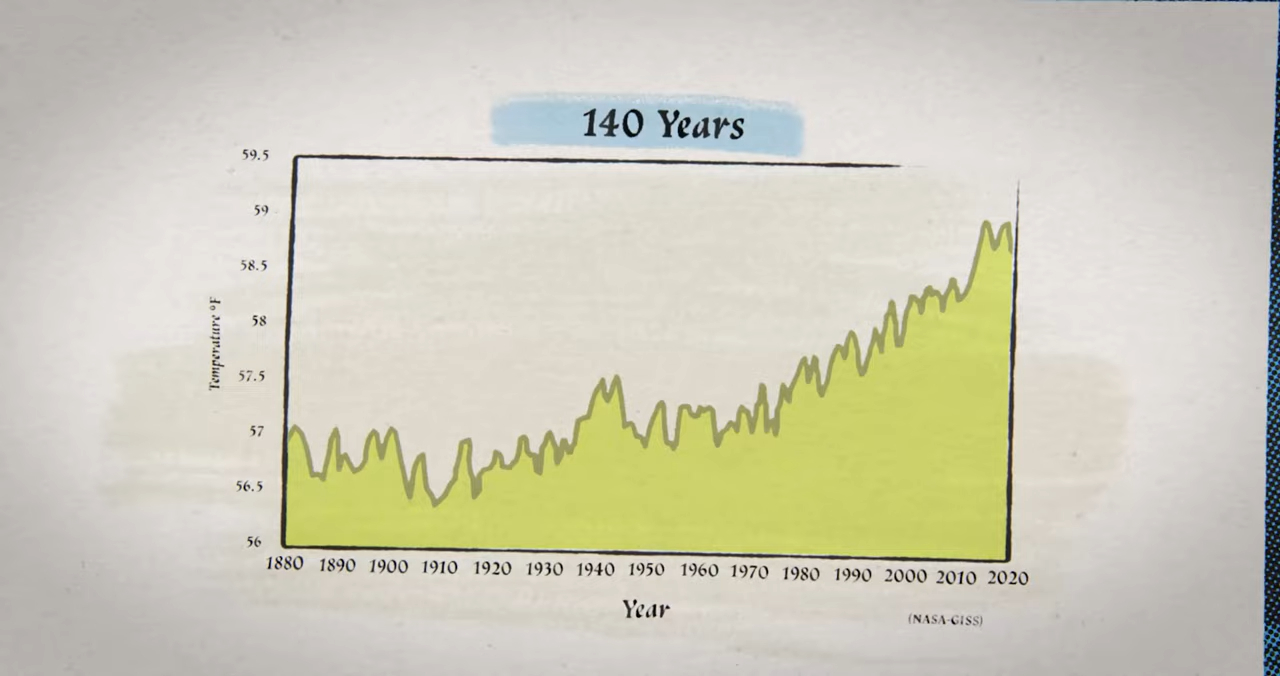 140 Years
59.5
59
58.5
58
57.5
57
56.5
56
Temperature °F
1880 1890 1900 1910 1920 1930 1940 1950 1960 1970 1980 1990 2000 2010 2020
Year
(NASA-GISS)